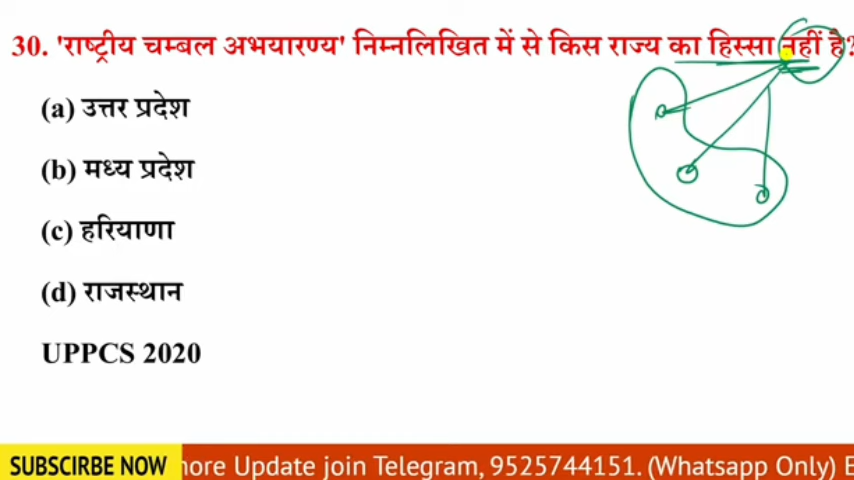 30. 'राष्ट्रीय चम्बल अभयारण्य' निम्नलिखित में से किस राज्य का हिस्सा नहीं है?
(a) उत्तर प्रदेश
(b) मध्य प्रदेश
(c) हरियाणा
(d) राजस्थान
UPPCS 2020
SUBSCIRBE NOW more Update join Telegram, 9525744151. (Whatsapp Only) E